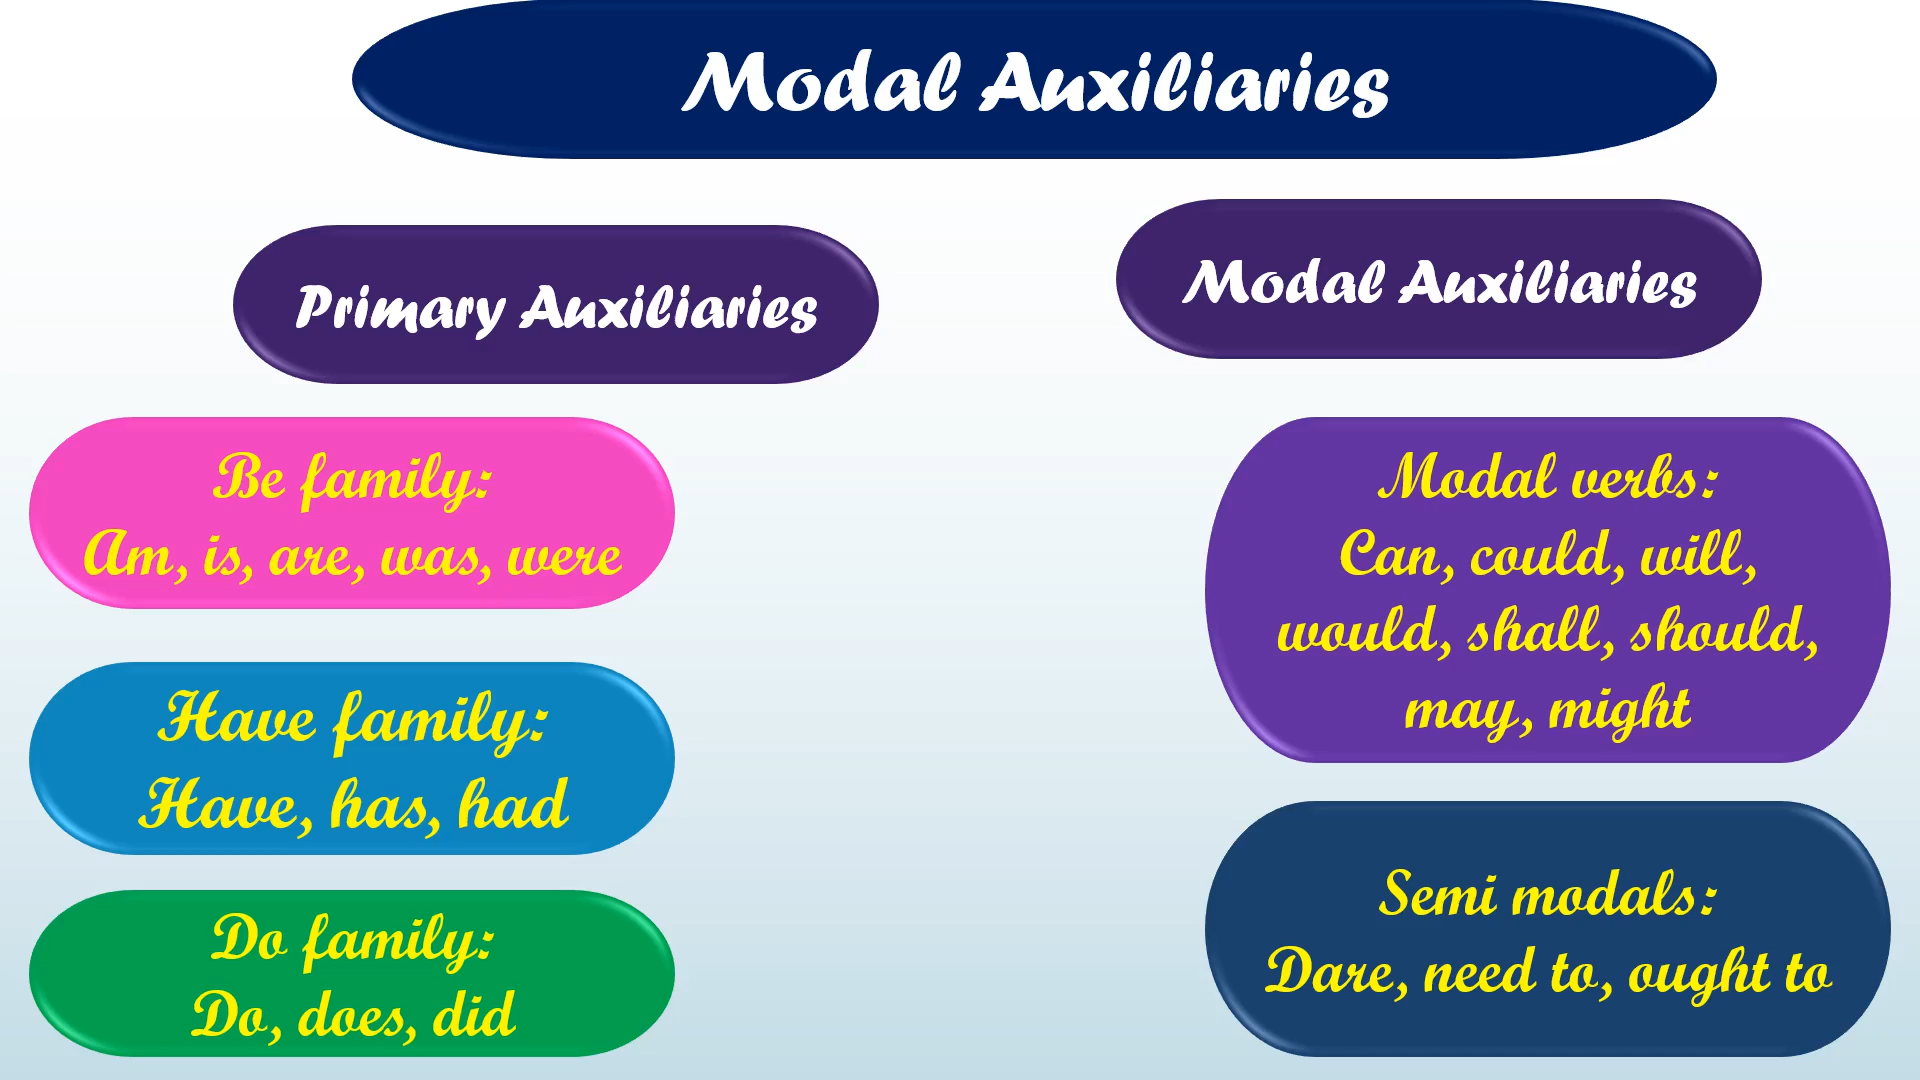 Modal Auxiliaries
Primary Auxiliaries
Be family:
Am, is, are, was, were
Have family:
Have, has, had
Do family:
Do, does, did
Modal Auxiliaries
Modal verbs:
Can, could, will,
would, shall, should,
may, might
Semi modals:
Dare, need to, ought to